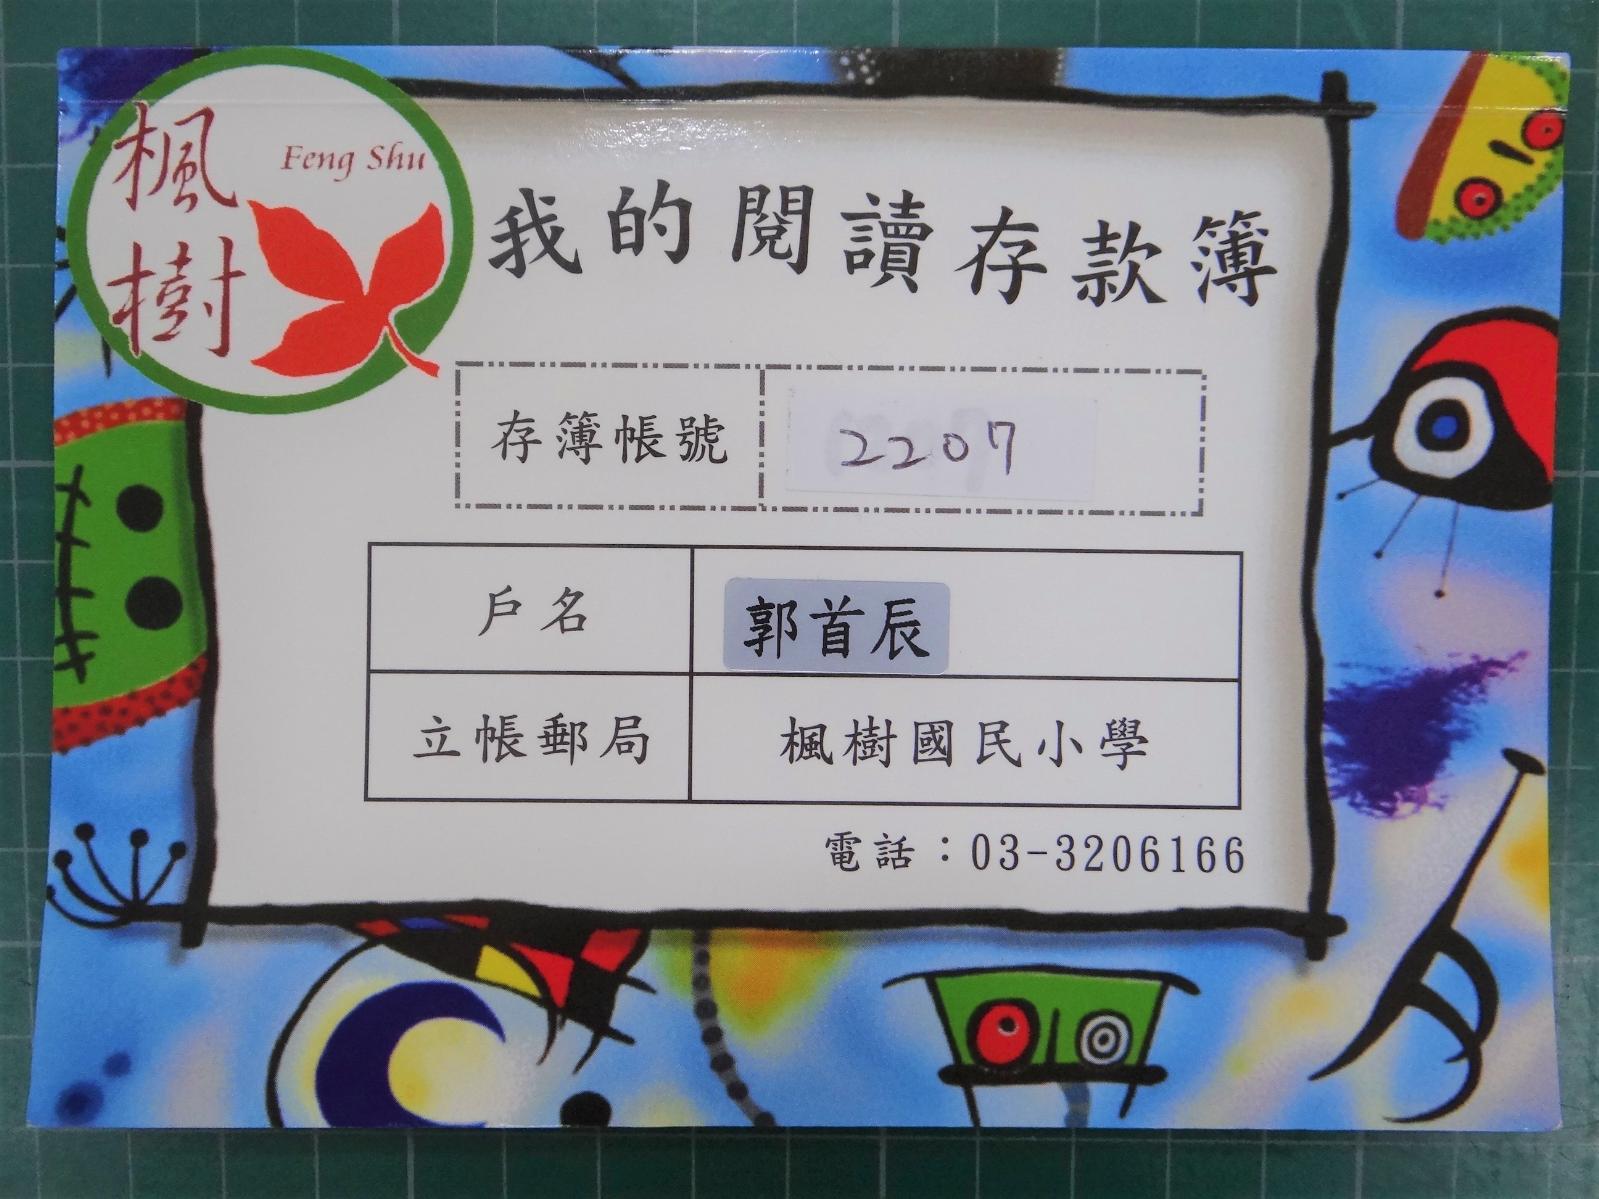 楓樹
Feng Shu
我的閱讀存款簿
存簿帳號
2207
戶名
郭首辰
立帳郵局
楓樹國民小學
電話：03-3206166